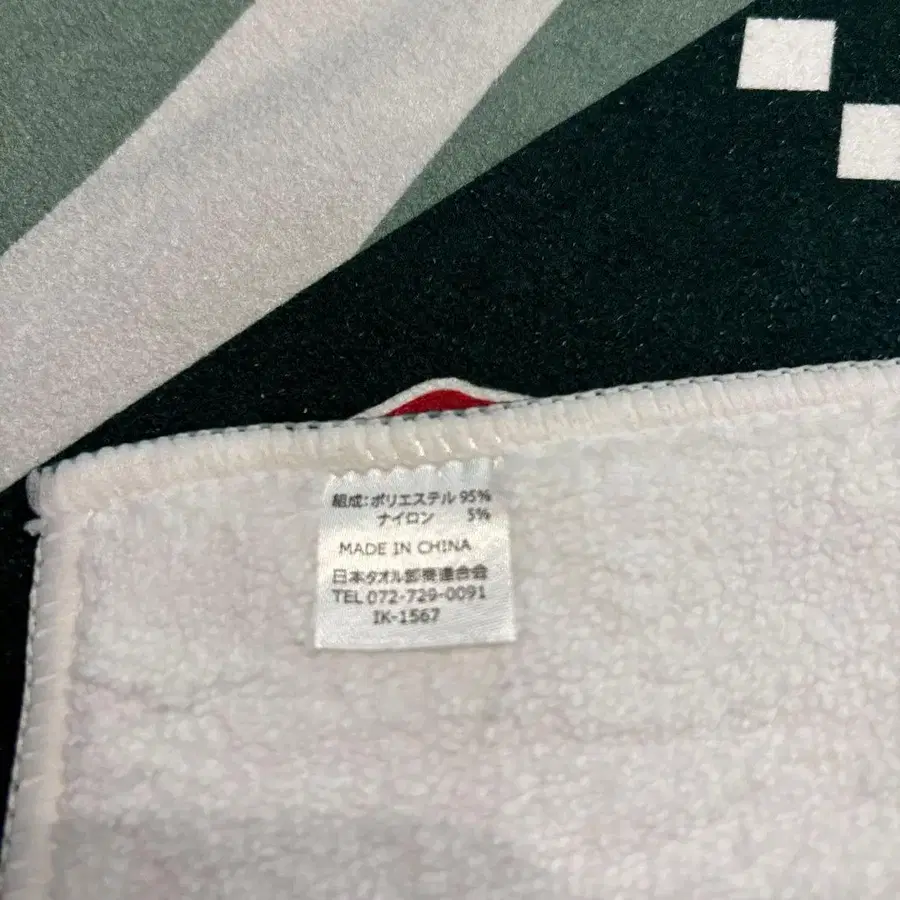 組成:ポリエステル 95%
ナイロン 5%
MADE IN CHINA
日本タオル卸商連合会
TEL 072-729-0091
IK-1567